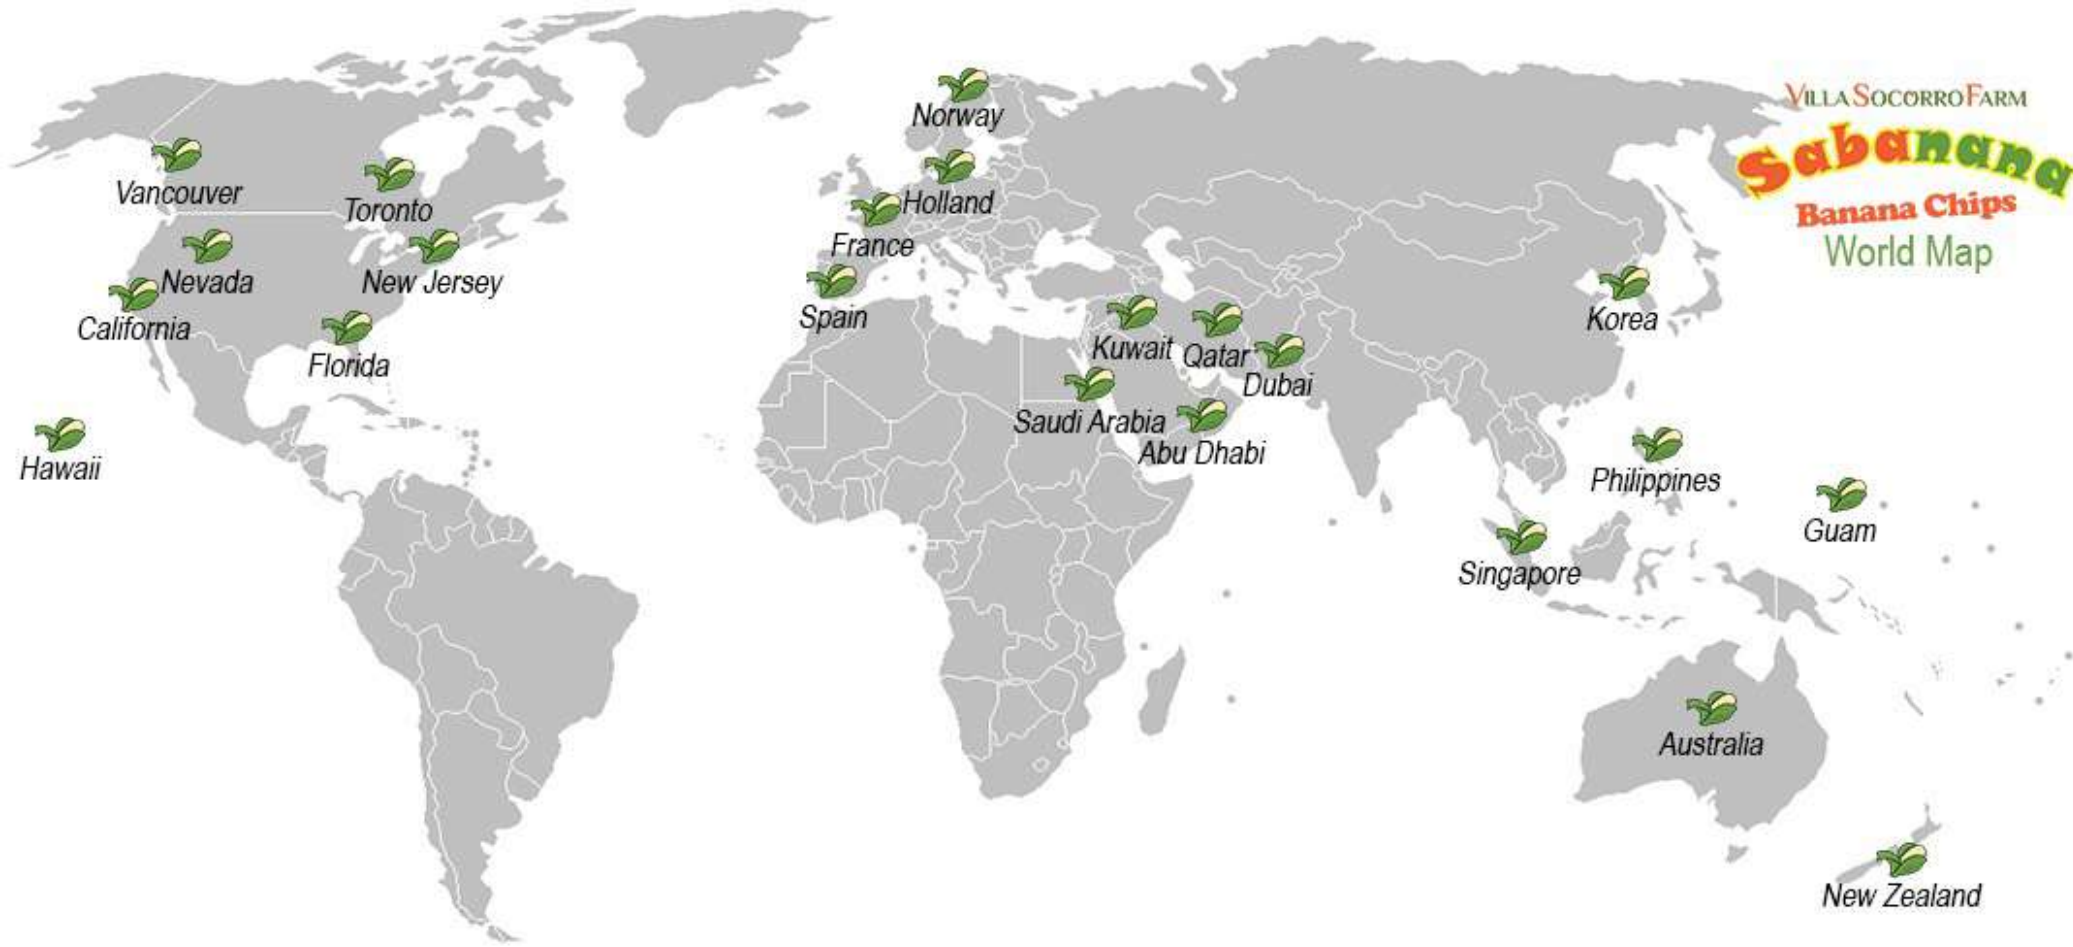 VILLA SOCORRO FARM
Sabanana
Banana Chips
World Map
Norway
Vancouver
Toronto
Holland
France
Nevada
New Jersey
Spain
California
Florida
Kuwait
Qatar
Dubai
Korea
Saudi Arabia
Abu Dhabi
Hawaii
Philippines
Guam
Singapore
Australia
New Zealand